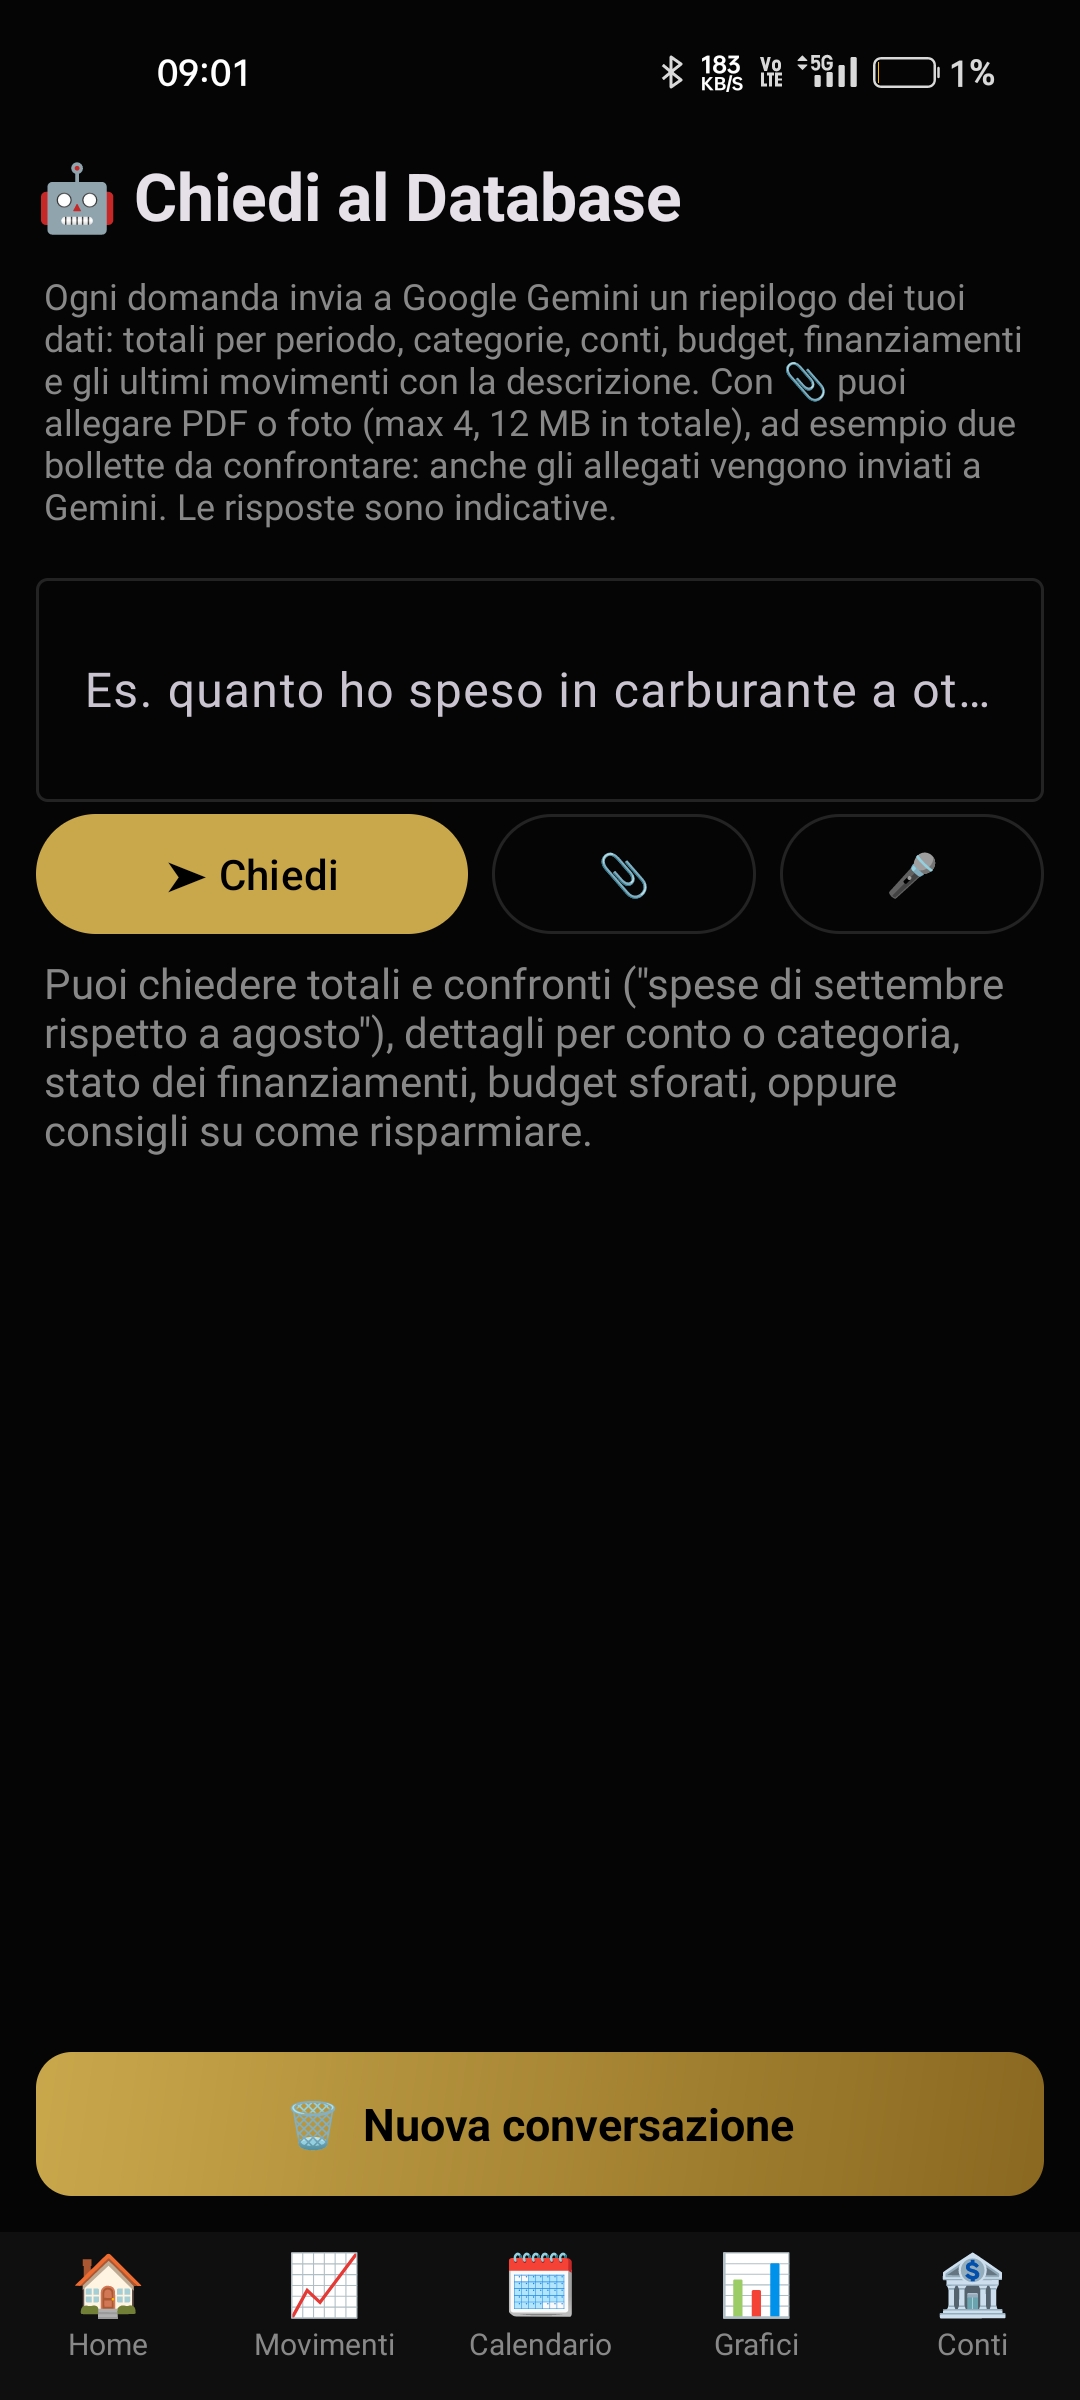 09:01
183 KB/S Vo LTE 5G 1%
Chiedi al Database
Ogni domanda invia a Google Gemini un riepilogo dei tuoi
dati: totali per periodo, categorie, conti, budget, finanziamenti
e gli ultimi movimenti con la descrizione. Con 📎 puoi
allegare PDF o foto (max 4, 12 MB in totale), ad esempio due
bollette da confrontare: anche gli allegati vengono inviati a
Gemini. Le risposte sono indicative.
Es. quanto ho speso in carburante a ot…
➤ Chiedi
Puoi chiedere totali e confronti ("spese di settembre
rispetto a agosto"), dettagli per conto o categoria,
stato dei finanziamenti, budget sforati, oppure
consigli su come risparmiare.
Nuova conversazione
Home Movimenti Calendario Grafici Conti